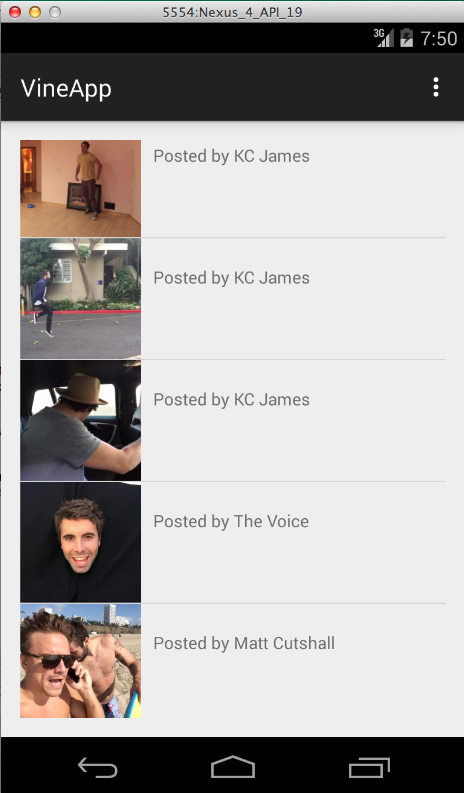 5554:Nexus_4_API_19
3G 7:50
VineApp
Posted by KC James
Posted by KC James
Posted by KC James
Posted by The Voice
Posted by Matt Cutshall